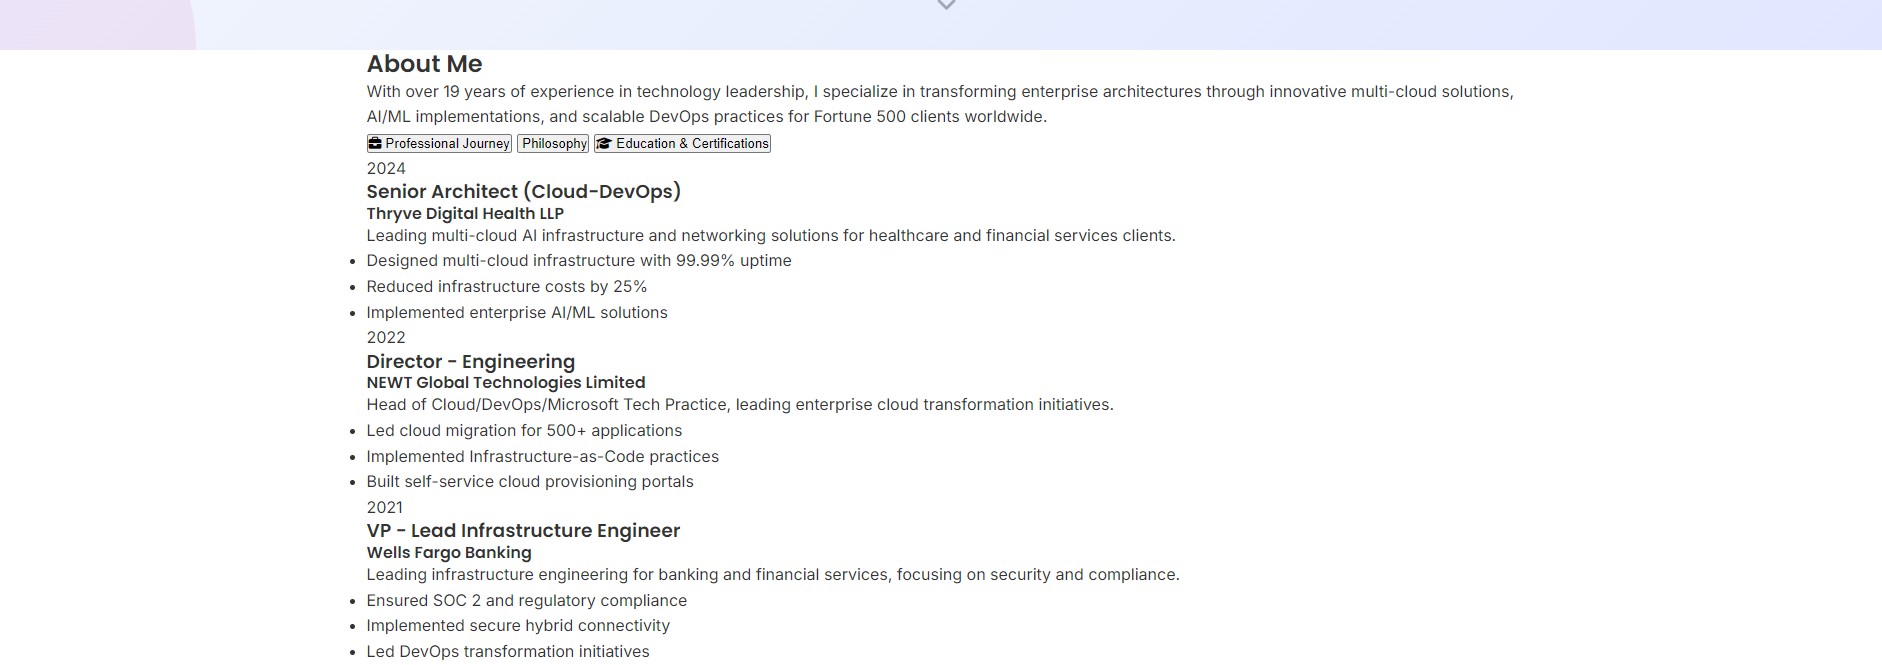 About Me
With over 19 years of experience in technology leadership, I specialize in transforming enterprise architectures through innovative multi-cloud solutions,
AI/ML implementations, and scalable DevOps practices for Fortune 500 clients worldwide.
Professional Journey Philosophy Education & Certifications
2024
Senior Architect (Cloud-DevOps)
Thryve Digital Health LLP
Leading multi-cloud AI infrastructure and networking solutions for healthcare and financial services clients.
• Designed multi-cloud infrastructure with 99.99% uptime
• Reduced infrastructure costs by 25%
• Implemented enterprise AI/ML solutions
2022
Director - Engineering
NEWT Global Technologies Limited
Head of Cloud/DevOps/Microsoft Tech Practice, leading enterprise cloud transformation initiatives.
• Led cloud migration for 500+ applications
• Implemented Infrastructure-as-Code practices
• Built self-service cloud provisioning portals
2021
VP - Lead Infrastructure Engineer
Wells Fargo Banking
Leading infrastructure engineering for banking and financial services, focusing on security and compliance.
• Ensured SOC 2 and regulatory compliance
• Implemented secure hybrid connectivity
• Led DevOps transformation initiatives